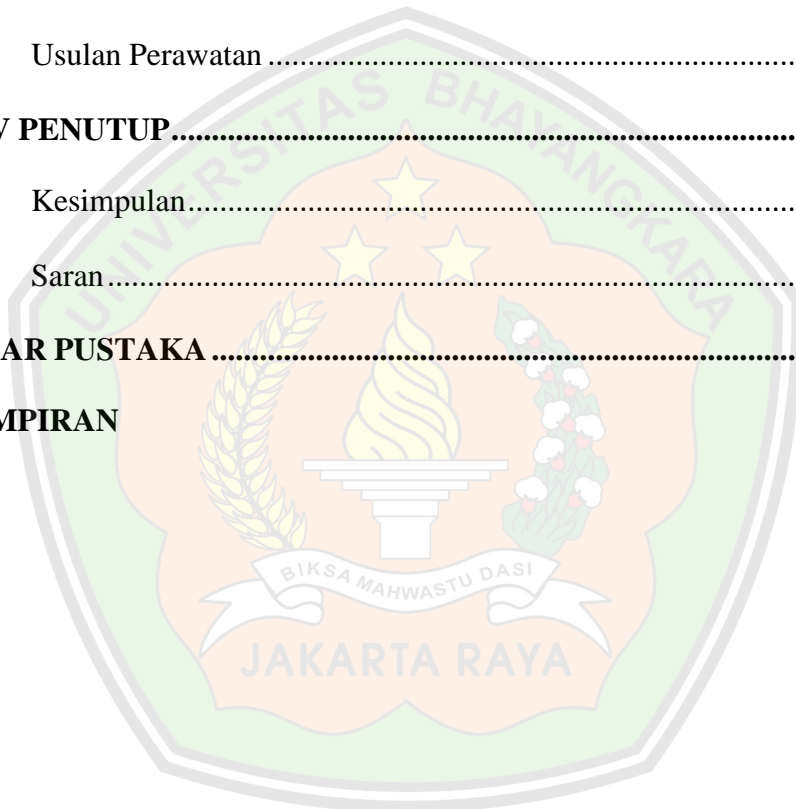 Usulan Perawatan ..................................................................
V PENUTUP..............................................................................
Kesimpulan............................................................................
Saran......................................................................................
AR PUSTAKA .........................................................................
MPIRAN
UNIVERSITAS BHAYANGKARA
BIKSA MAHWASTU DASI
JAKARTA RAYA